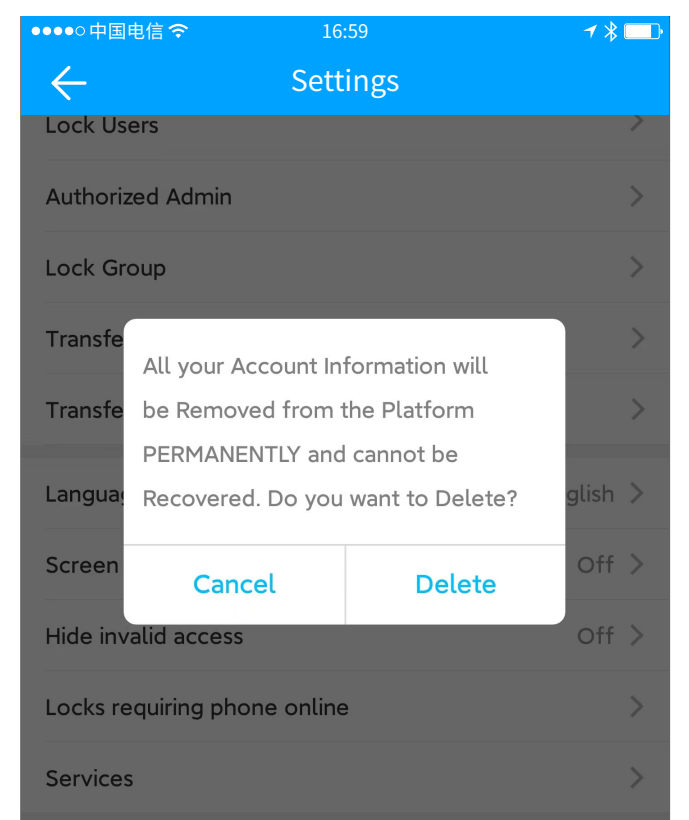 中国电信 16:59
Settings
Lock Users
Authorized Admin
Lock Group
Transfe
All your Account Information will
Transfe
be Removed from the Platform
PERMANENTLY and cannot be
Recovered. Do you want to Delete?
glish
Screen
Off
Cancel
Delete
Hide invalid access
Off
Locks requiring phone online
Services